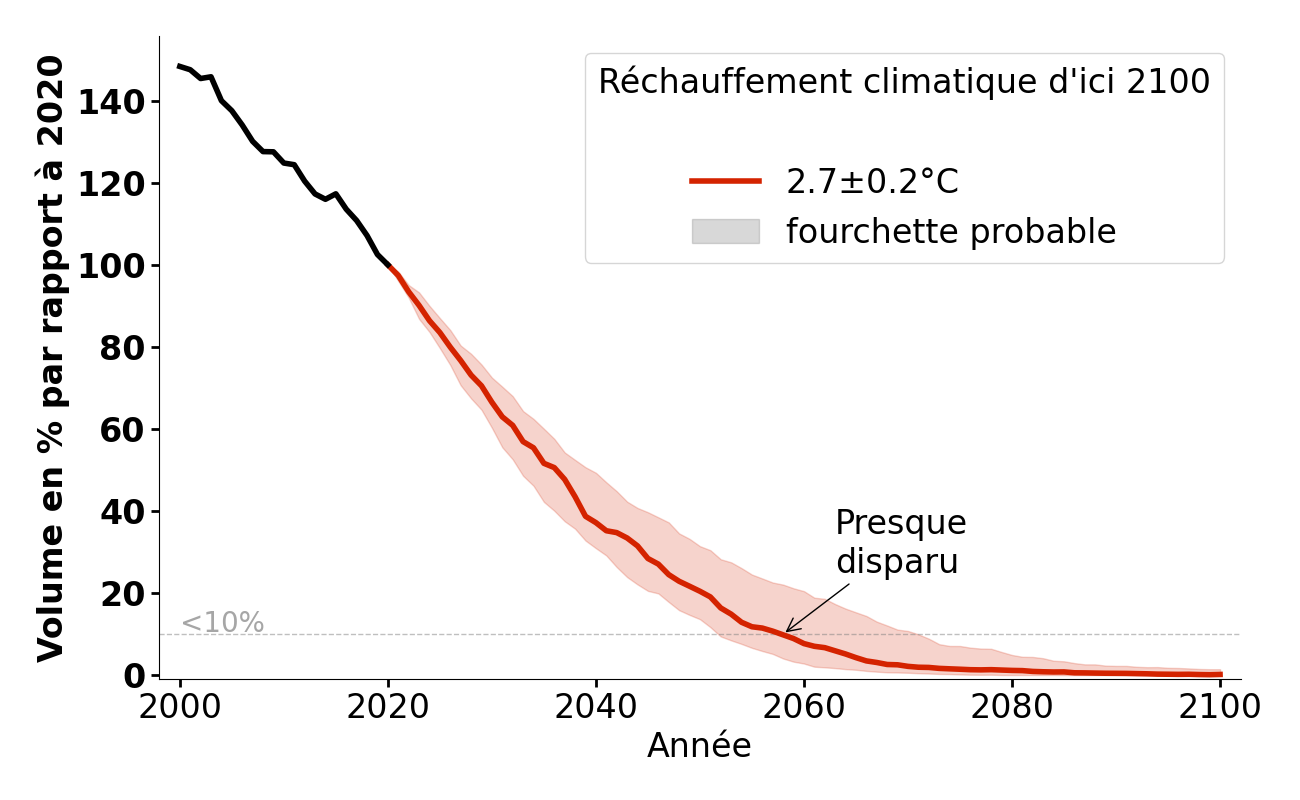 Volume en % par rapport à 2020
140
120
100
80
60
40
20
0
Réchauffement climatique d'ici 2100
2.7±0.2°C
fourchette probable
Presque
disparu
<10%
2000
2020
2040
2060
2080
2100
Année